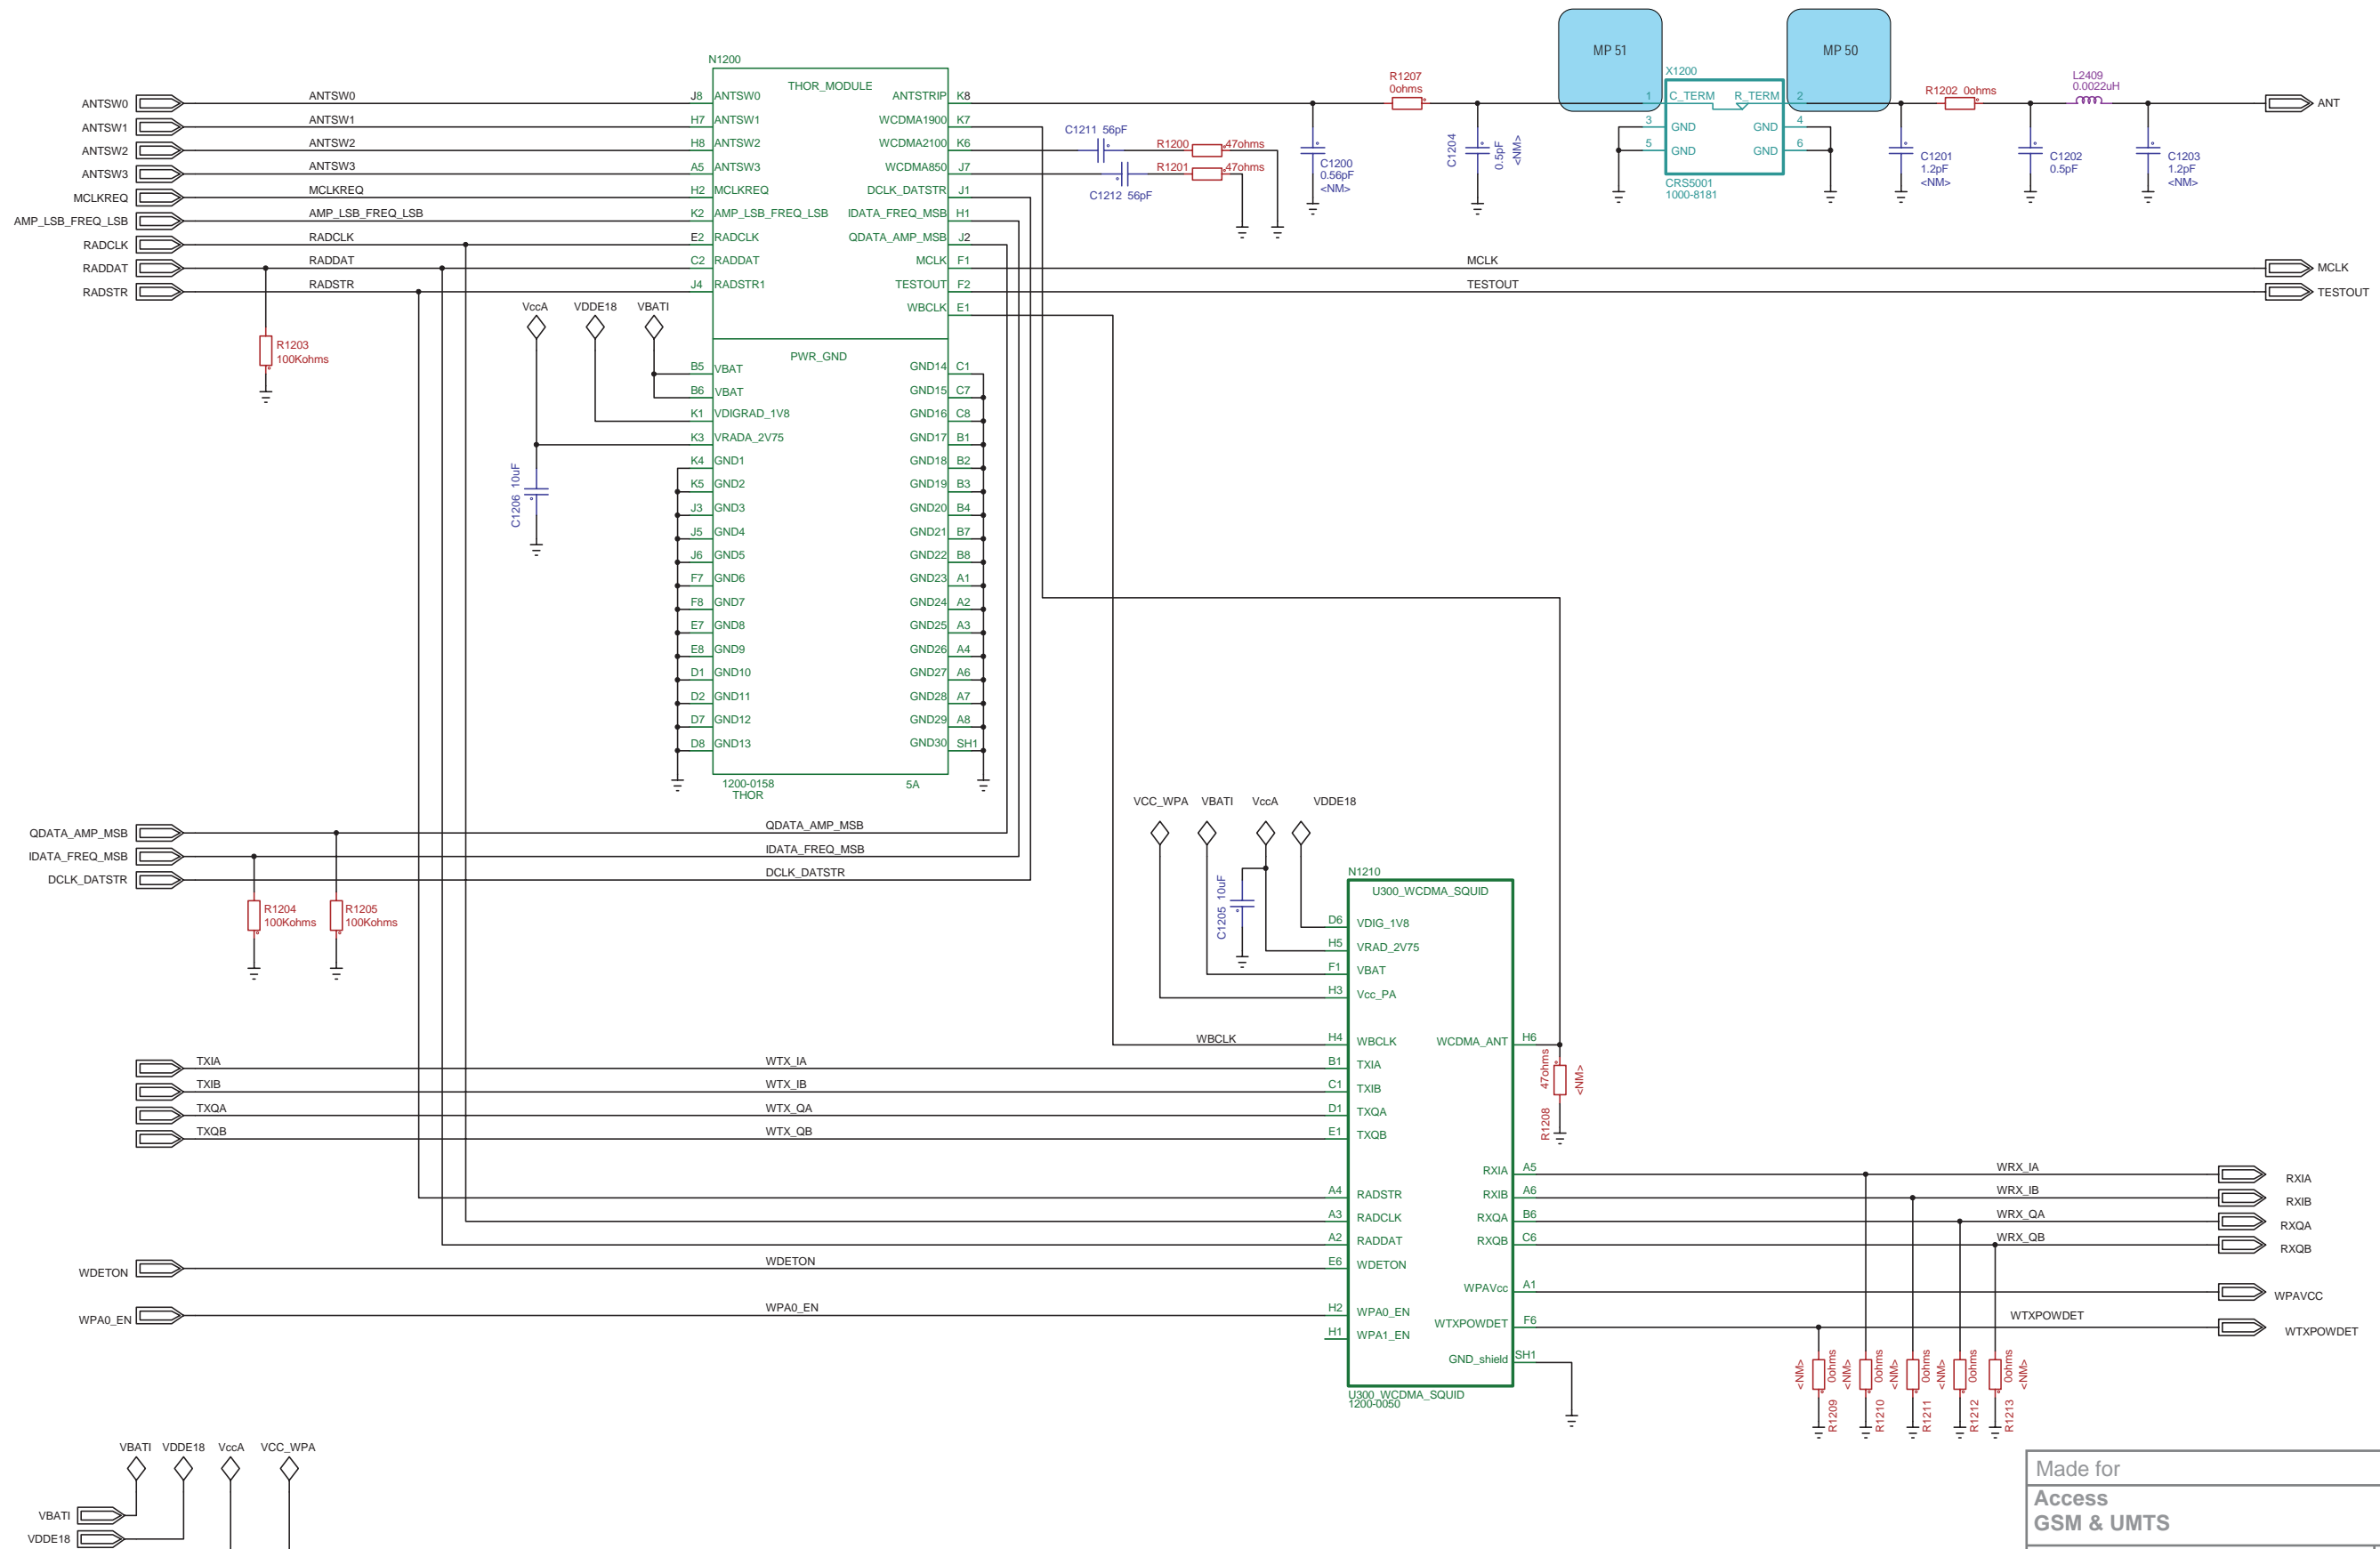 MP 51
MP 50
N1200
THOR_MODULE
X1200
R1207
0ohms
L2409
0.0022uH
ANTSW0 ANTSW0 J8 ANTSW0 ANTSTRIP K8
1 C_TERM R_TERM 2
R1202 0ohms
ANT
ANTSW1 ANTSW1 H7 ANTSW1 WCDMA1900 K7
3 GND GND 4
ANTSW2 ANTSW2 H8 ANTSW2 WCDMA2100 K6
C1211 56pF
R1200 47ohms
5 GND GND 6
ANTSW3 ANTSW3 A5 ANTSW3 WCDMA850 J7
C1212 56pF
R1201 47ohms
C1200
0.56pF
<NM>
C1204
0.5pF
<NM>
CRS5001
1000-8181
C1201
1.2pF
<NM>
C1202
0.5pF
C1203
1.2pF
<NM>
MCLKREQ MCLKREQ H2 MCLKREQ DCLK_DATSTR J1
AMP_LSB_FREQ_LSB AMP_LSB_FREQ_LSB K2 AMP_LSB_FREQ_LSB IDATA_FREQ_MSB H1
RADCLK RADCLK E2 RADCLK QDATA_AMP_MSB J2
RADDAT RADDAT C2 RADDAT MCLK F1 MCLK MCLK
RADSTR RADSTR J4 RADSTR1 TESTOUT F2 TESTOUT TESTOUT
WBCLK E1
VccA VDDE18 VBATI
R1203
100Kohms
PWR_GND
B5 VBAT GND14 C1
B6 VBAT GND15 C7
K1 VDIGRAD_1V8 GND16 C8
K3 VRADA_2V75 GND17 B1
K4 GND1 GND18 B2
K5 GND2 GND19 B3
C1206 10uF
J3 GND3 GND20 B4
J5 GND4 GND21 B7
J6 GND5 GND22 B8
F7 GND6 GND23 A1
F8 GND7 GND24 A2
E7 GND8 GND25 A3
E8 GND9 GND26 A4
D1 GND10 GND27 A6
D2 GND11 GND28 A7
D7 GND12 GND29 A8
D8 GND13 GND30 SH1
1200-0158 5A
THOR
VCC_WPA VBATI VccA VDDE18
QDATA_AMP_MSB QDATA_AMP_MSB
IDATA_FREQ_MSB IDATA_FREQ_MSB
DCLK_DATSTR DCLK_DATSTR
R1204
100Kohms
R1205
100Kohms
C1205 10uF
N1210
U300_WCDMA_SQUID
D6 VDIG_1V8
H5 VRAD_2V75
F1 VBAT
H3 Vcc_PA
WBCLK H4 WBCLK WCDMA_ANT H6
TXIA WTX_IA B1 TXIA
TXIB WTX_IB C1 TXIB
TXQA WTX_QA D1 TXQA
TXQB WTX_QB E1 TXQB
R1208
47ohms
<NM>
RXIA A5 WRX_IA RXIA
A4 RADSTR RXIB A6 WRX_IB RXIB
A3 RADCLK RXQA B6 WRX_QA RXQA
A2 RADDAT RXQB C6 WRX_QB RXQB
WDETON WDETON E6 WDETON
WPAVcc A1 WPAVCC
WPA0_EN WPA0_EN H2 WPA0_EN
WTXPOWDET F6 WTXPOWDET WTXPOWDET
H1 WPA1_EN
GND_shield SH1
U300_WCDMA_SQUID
1200-0050
<NM> R1209 0ohms
<NM> R1210 0ohms
<NM> R1211 0ohms
<NM> R1212 0ohms
<NM> R1213 0ohms
VBATI VDDE18 VccA VCC_WPA
VBATI
VDDE18
Made for
Access
GSM & UMTS